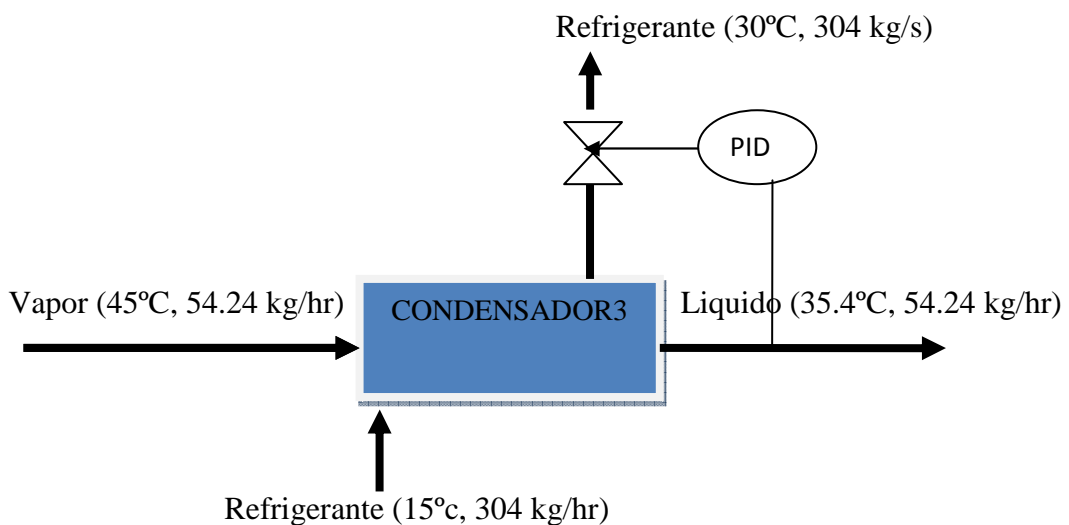 Refrigerante (30ºC, 304 kg/s)
PID
Vapor (45ºC, 54.24 kg/hr)
CONDENSADOR3
Liquido (35.4ºC, 54.24 kg/hr)
Refrigerante (15ºc, 304 kg/hr)